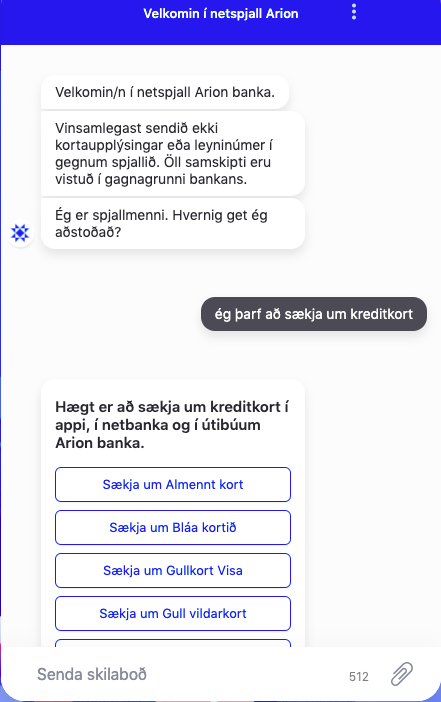 Velkomin í netspjall Arion
Velkomin/n í netspjall Arion banka.
Vinsamlegast sendið ekki
kortaupplýsingar eða leyninúmer í
gegnum spjallið. Öll samskipti eru
vistuð í gagnagrunni bankans.
Ég er spjallmenni. Hvernig get ég
aðstoðað?
ég þarf að sækja um kreditkort
Hægt er að sækja um kreditkort í
appi, í netbanka og í útibúum
Arion banka.
Sækja um Almennt kort
Sækja um Bláa kortið
Sækja um Gullkort Visa
Sækja um Gull vildarkort
Senda skilaboð
512